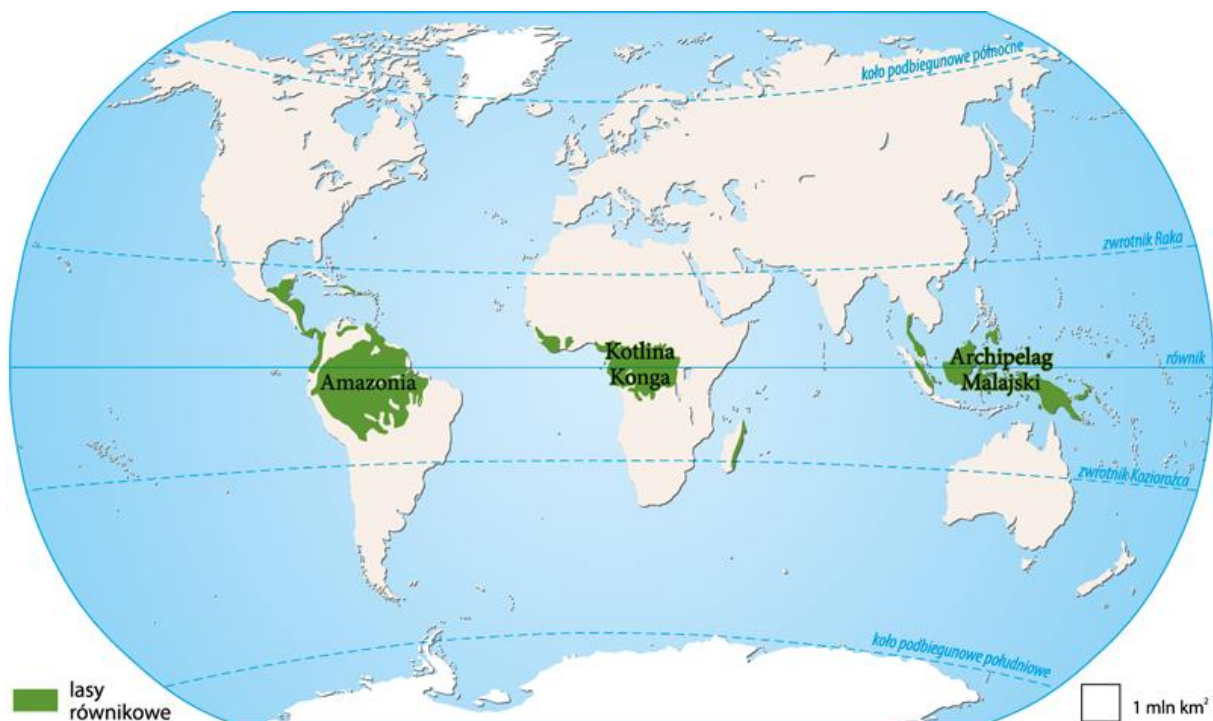 koło podbiegunowe północne
zwrotnik Raka
Kotlina
Konga
Archipelag
Malajski
równik
Amazonia
zwrotnik Koziorożca
koło podbiegunowe południowe
lasy
równikowe
1 mln km²